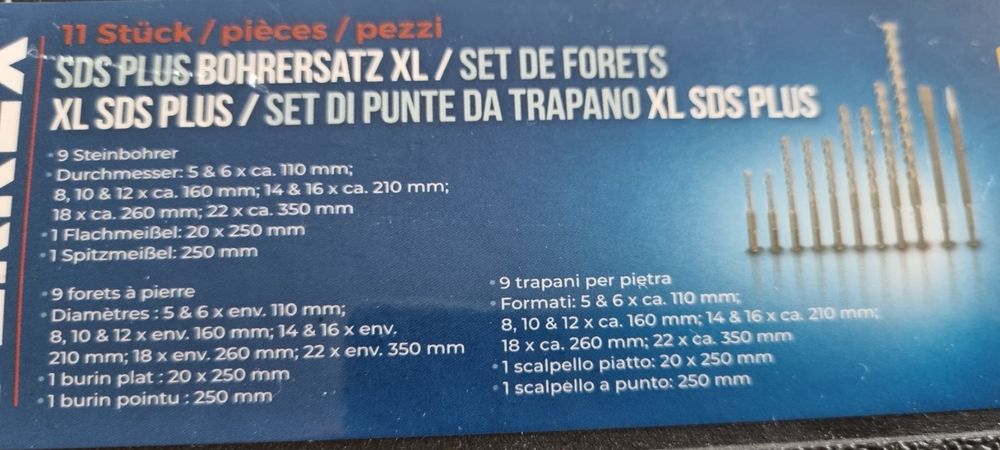 11 Stück / pièces / pezzi
SDS PLUS BOHRERSATZ XL / SET DE FORETS
XL SDS PLUS / SET DI PUNTE DA TRAPANO XL SDS PLUS
• 9 Steinbohrer
• Durchmesser: 5 & 6 x ca. 110 mm;
8, 10 & 12 x ca. 160 mm; 14 & 16 x ca. 210 mm;
18 x ca. 260 mm; 22 x ca. 350 mm
• 1 Flachmeißel: 20 x 250 mm
• 1 Spitzmeißel: 250 mm
• 9 forets à pierre
• Diamètres : 5 & 6 x env. 110 mm;
8, 10 & 12 x env. 160 mm; 14 & 16 x env.
210 mm; 18 x env. 260 mm; 22 x env. 350 mm
• 1 burin plat : 20 x 250 mm
• 1 burin pointu : 250 mm
• 9 trapani per pietra
• Formati: 5 & 6 x ca. 110 mm;
8, 10 & 12 x ca. 160 mm; 14 & 16 x ca. 210 mm;
18 x ca. 260 mm; 22 x ca. 350 mm
• 1 scalpello piatto: 20 x 250 mm
• 1 scalpello a punto: 250 mm